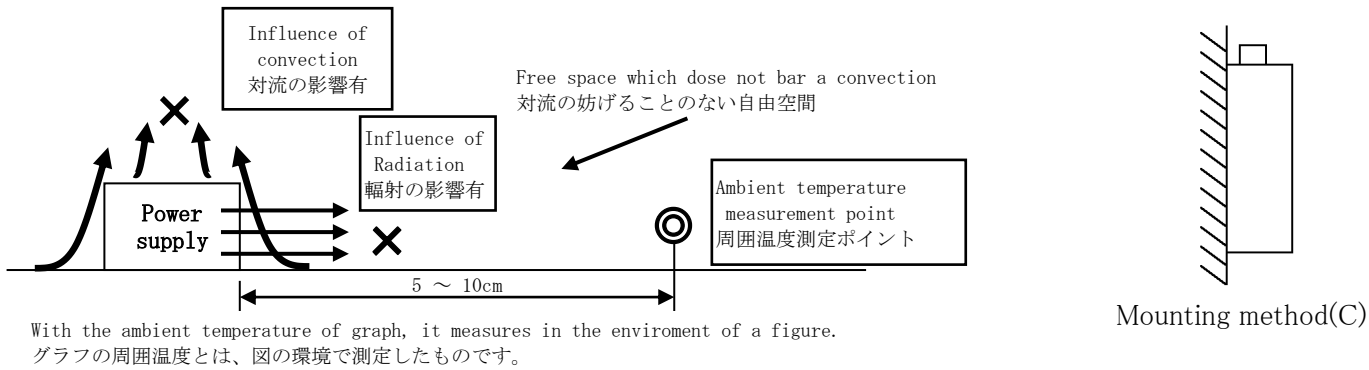 Influence of
convection
対流の影響有
Free space which dose not bar a convection
対流の妨げることのない自由空間
Influence of
Radiation
輻射の影響有
Ambient temperature
measurement point
周囲温度測定ポイント
Power
supply
5 ～ 10cm
With the ambient temperature of graph, it measures in the enviroment of a figure.
グラフの周囲温度とは、図の環境で測定したものです。
Mounting method(C)